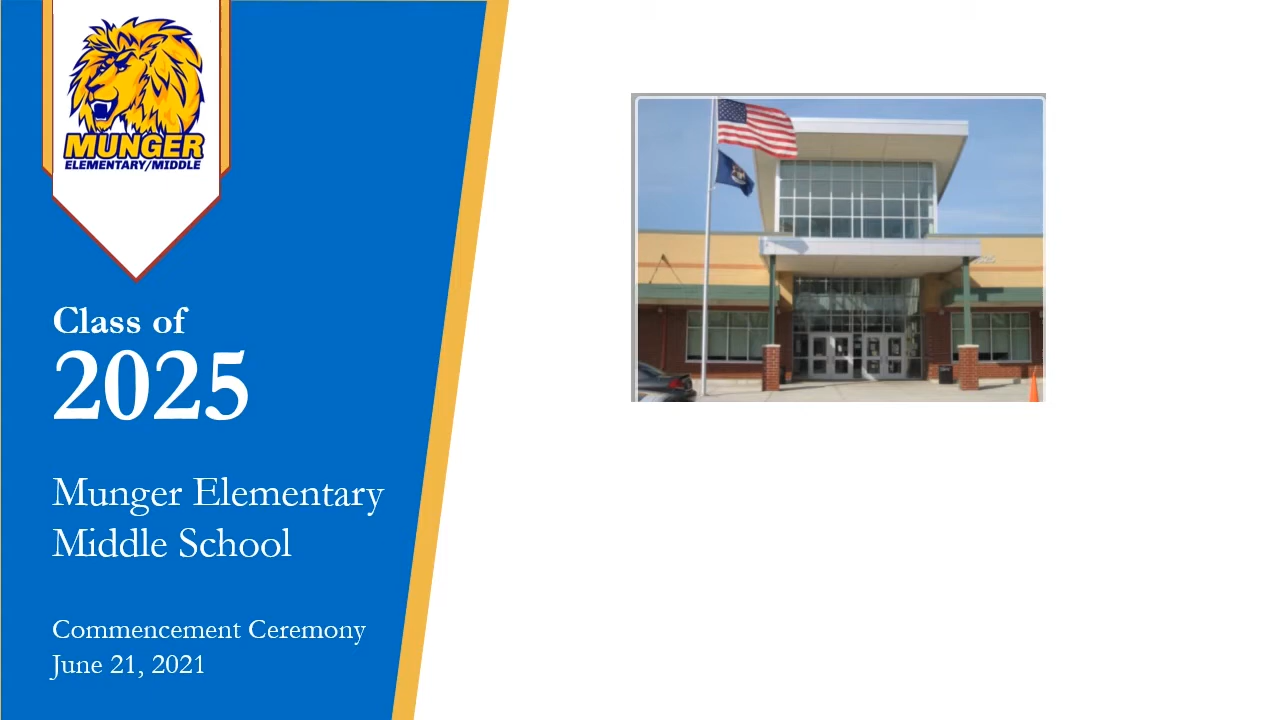 MUNGER
ELEMENTARY/MIDDLE
Class of
2025
Munger Elementary
Middle School
Commencement Ceremony
June 21, 2021